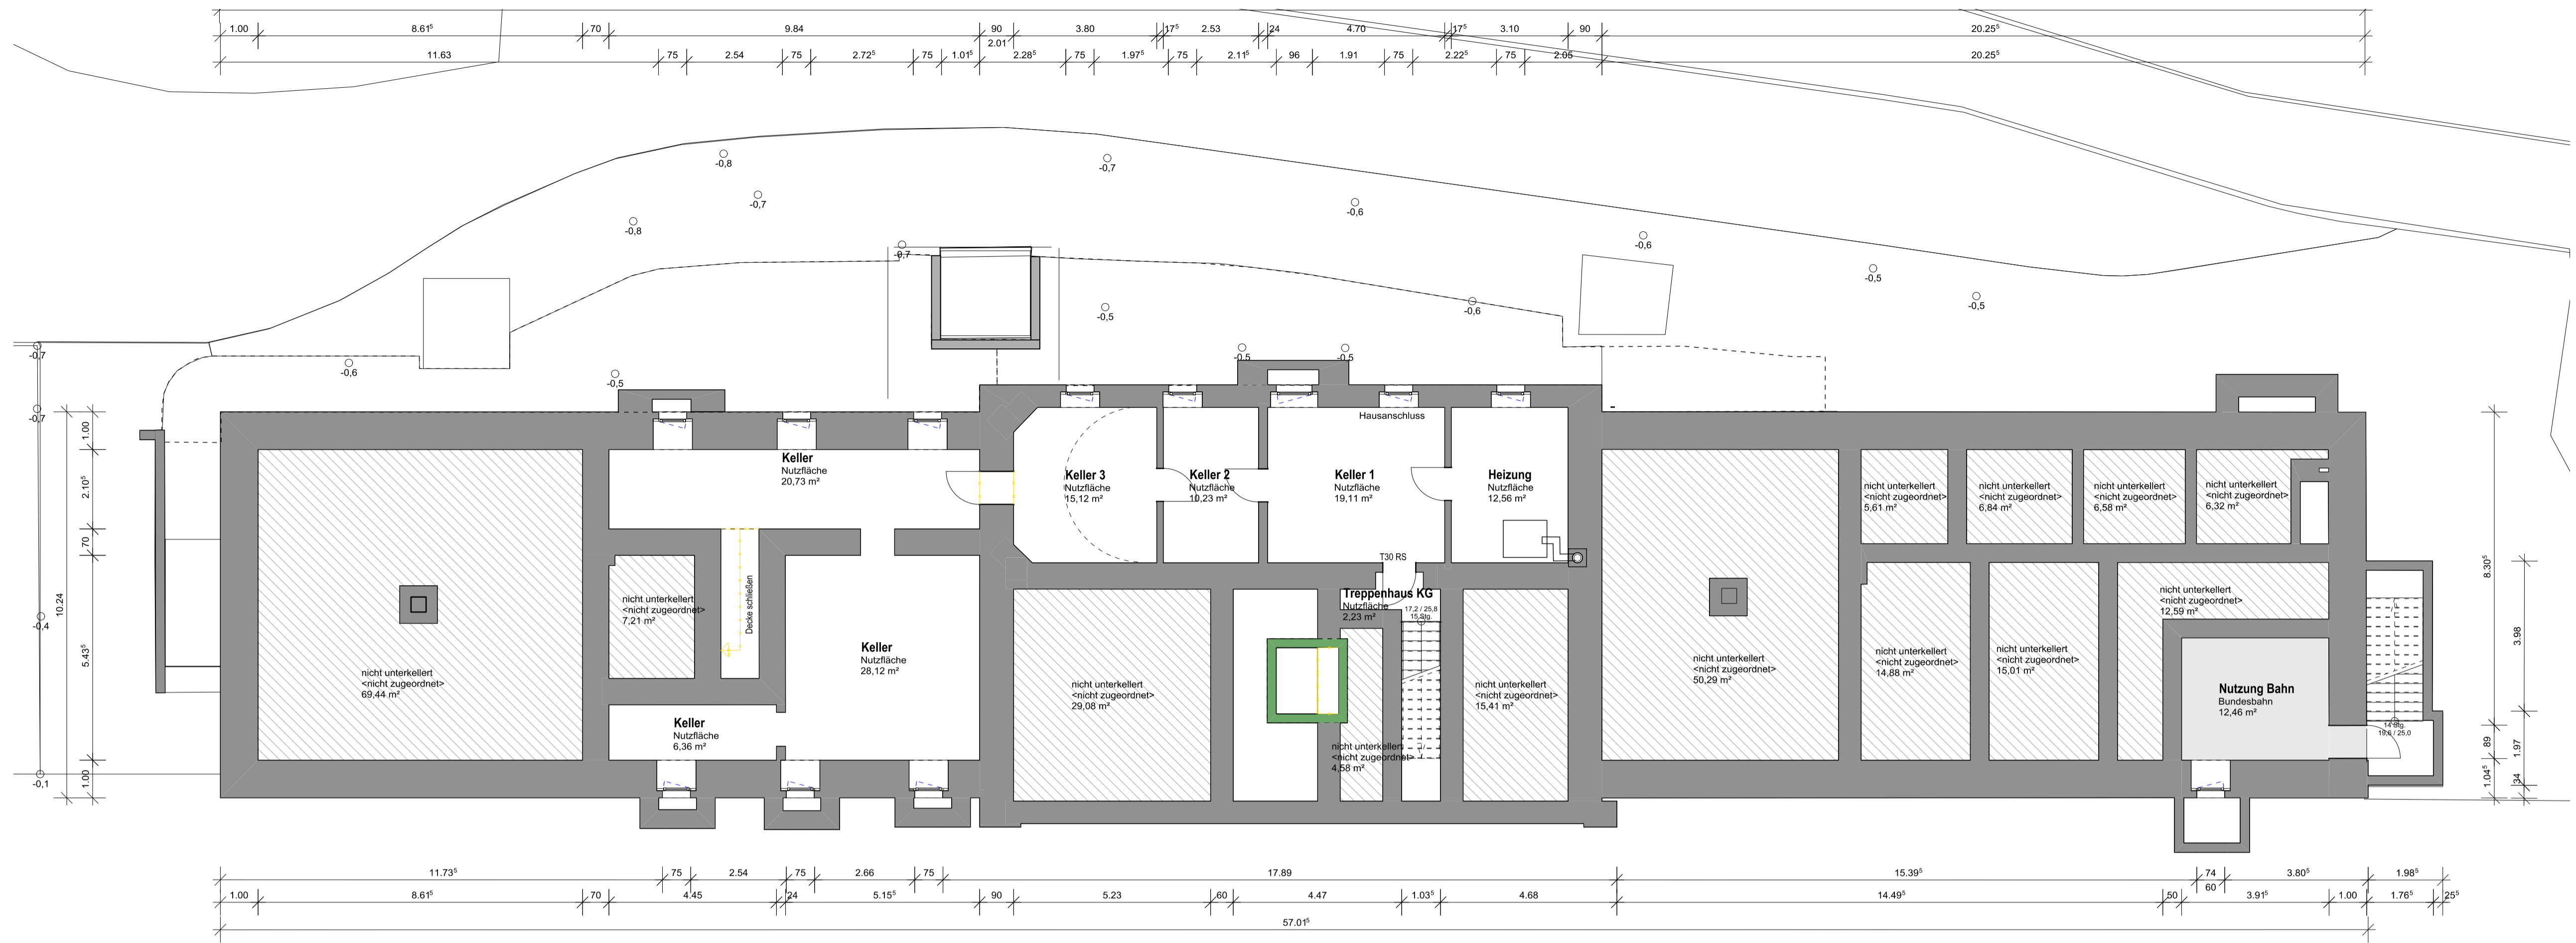 1.00 8.61⁵ 70 9.84 90 3.80 17⁵ 2.53 24 4.70 17⁵ 3.10 90 20.25⁵
2.01
11.63 75 2.54 75 2.72⁵ 75 1.01⁵ 2.28⁵ 75 1.97⁵ 75 2.11⁵ 96 1.91 75 2.22⁵ 75 2.05 20.25⁵
-0,8
-0,7
-0,7
-0,6
-0,8
-0,6
-0,7
-0,5
-0,5
-0,5
-0,6
-0,7
-0,6
-0,5
-0,5
-0,5
-0,7
-0,4
-0,1
Hausanschluss
Keller
Nutzfläche
20,73 m²
Keller 3
Nutzfläche
15,12 m²
Keller 2
Nutzfläche
10,23 m²
Keller 1
Nutzfläche
19,11 m²
Heizung
Nutzfläche
12,56 m²
nicht unterkellert
<nicht zugeordnet>
5,61 m²
nicht unterkellert
<nicht zugeordnet>
6,84 m²
nicht unterkellert
<nicht zugeordnet>
6,58 m²
nicht unterkellert
<nicht zugeordnet>
6,32 m²
T30 RS
Treppenhaus KG
Nutzfläche
2,23 m²
17,2 / 25,8
15 Stg.
nicht unterkellert
<nicht zugeordnet>
7,21 m²
Decke schließen
nicht unterkellert
<nicht zugeordnet>
12,59 m²
Keller
Nutzfläche
28,12 m²
nicht unterkellert
<nicht zugeordnet>
69,44 m²
nicht unterkellert
<nicht zugeordnet>
29,08 m²
nicht unterkellert
<nicht zugeordnet>
15,41 m²
nicht unterkellert
<nicht zugeordnet>
50,29 m²
nicht unterkellert
<nicht zugeordnet>
14,88 m²
nicht unterkellert
<nicht zugeordnet>
15,01 m²
Nutzung Bahn
Bundesbahn
12,46 m²
Keller
Nutzfläche
6,36 m²
nicht unterkellert
<nicht zugeordnet>
4,58 m²
14 Stg.
19,6 / 25,0
10.24
1.00
2.10⁵
70
5.43⁵
1.00
8.30⁵
89
1.04⁵
3.98
1.97
34
11.73⁵ 75 2.54 75 2.66 75 17.89 15.39⁵ 74 3.80⁵ 1.98⁵
60
1.00 8.61⁵ 70 4.45 24 5.15⁵ 90 5.23 60 4.47 1.03⁵ 4.68 14.49⁵ 50 3.91⁵ 1.00 1.76⁵ 25⁵
57.01⁵